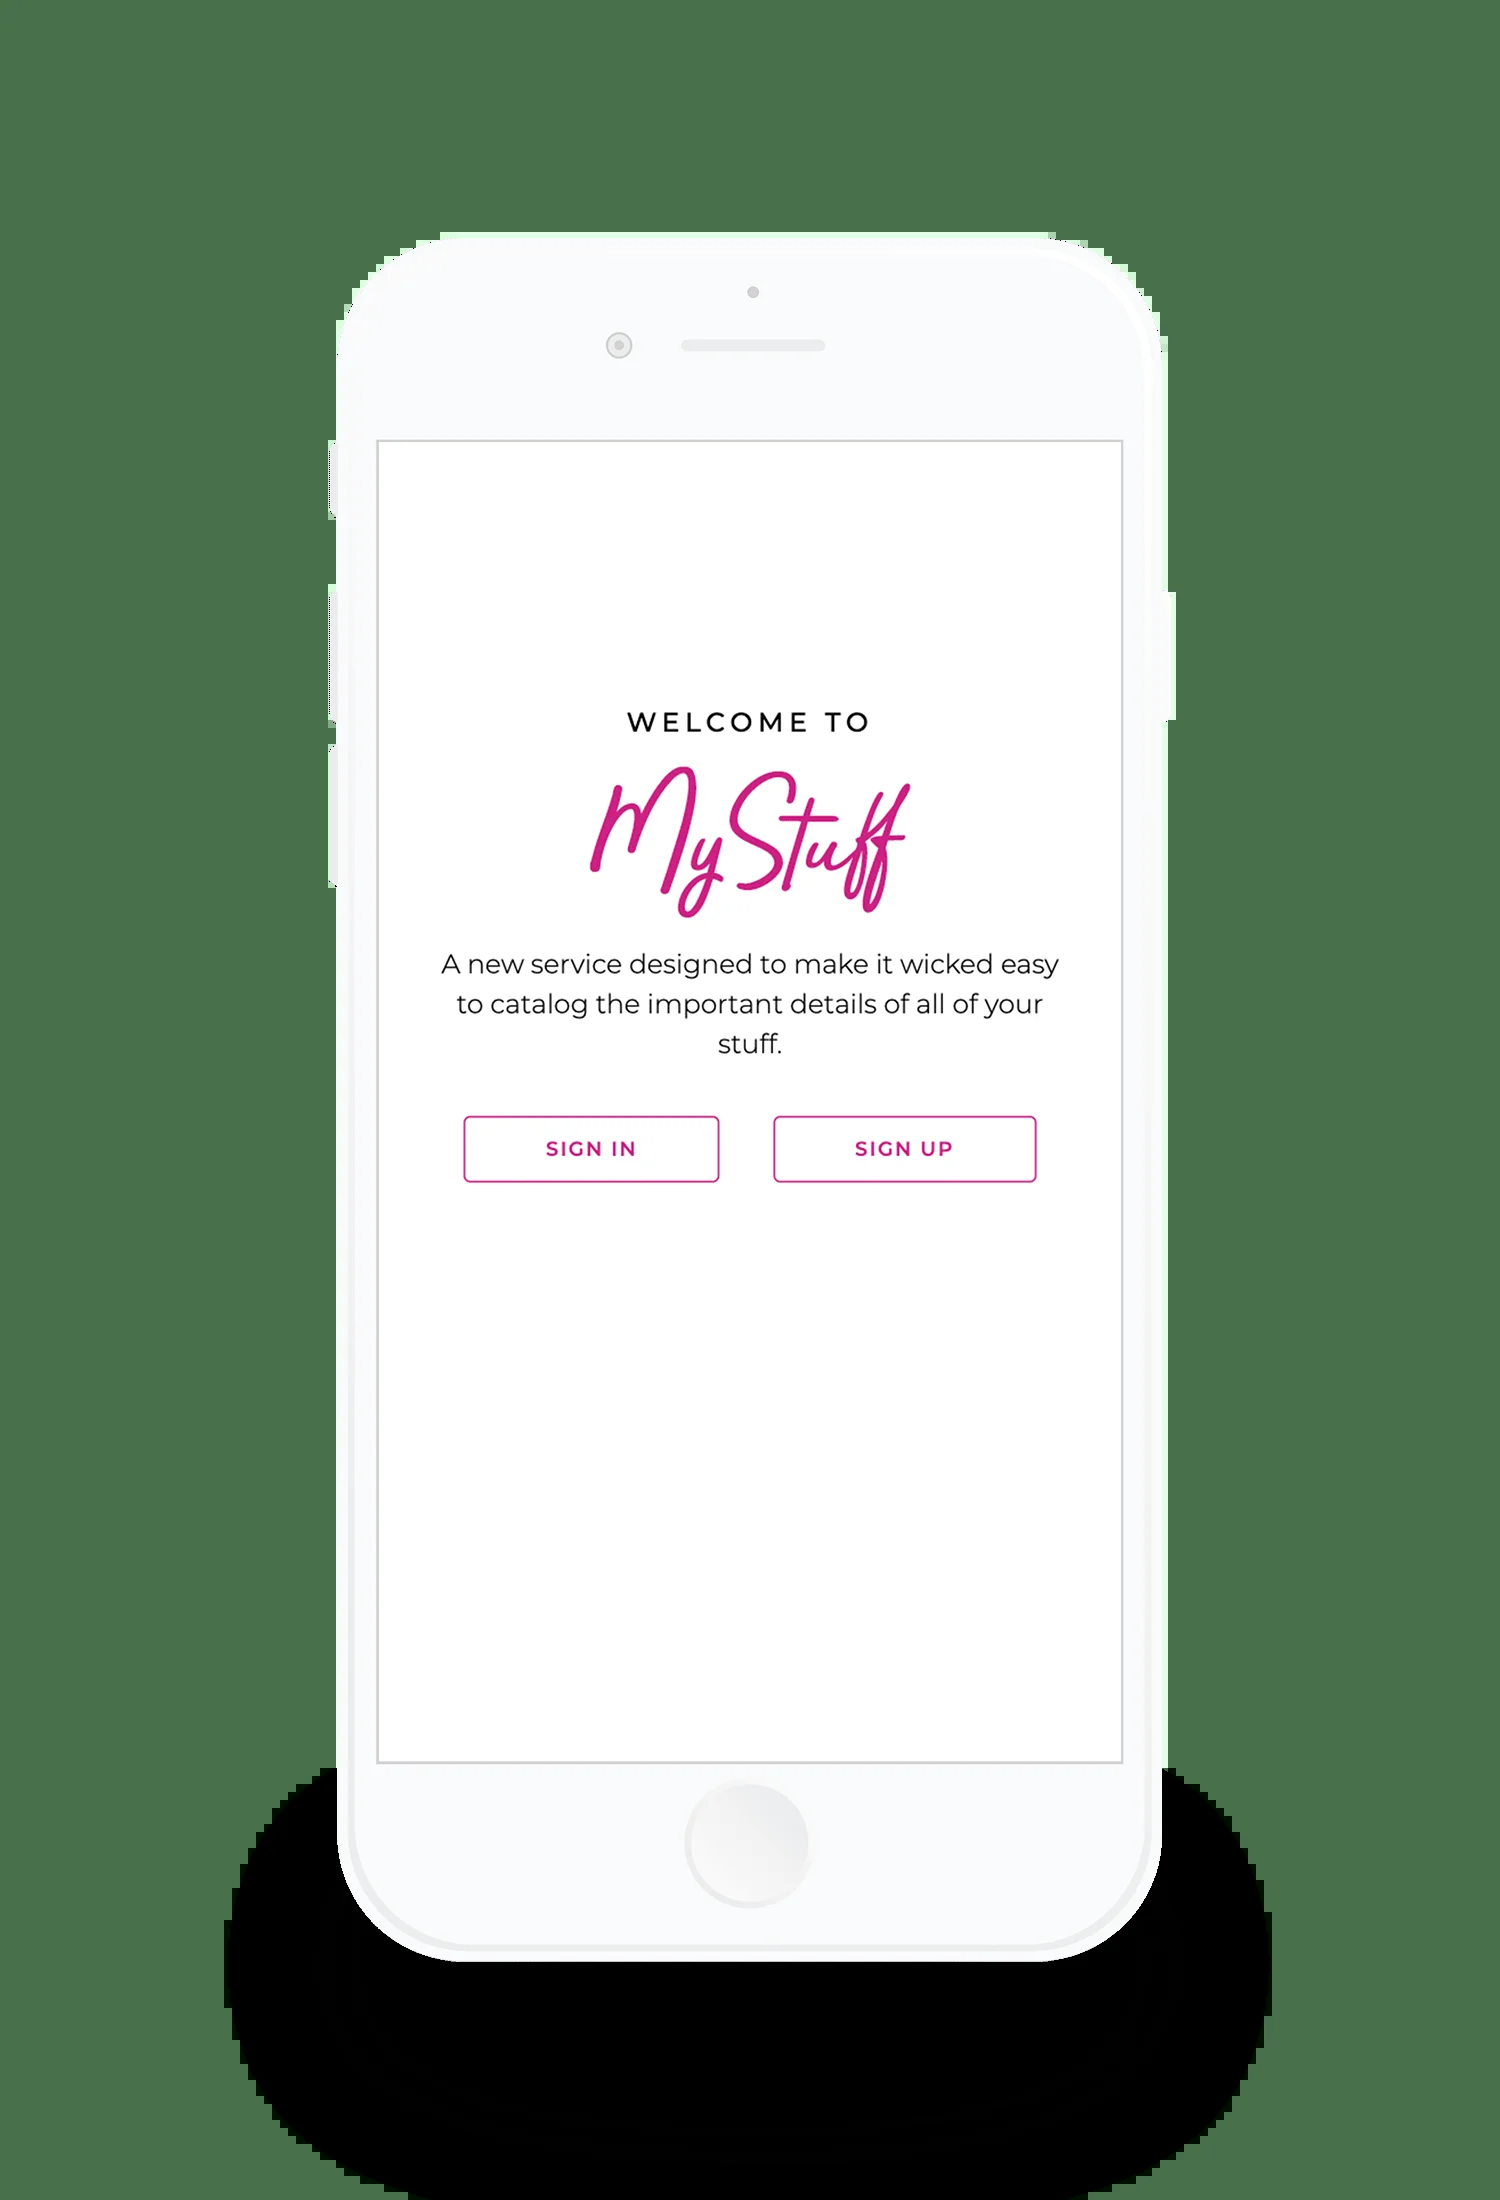 WELCOME TO
MyStuff
A new service designed to make it wicked easy
to catalog the important details of all of your
stuff.
SIGN IN
SIGN UP